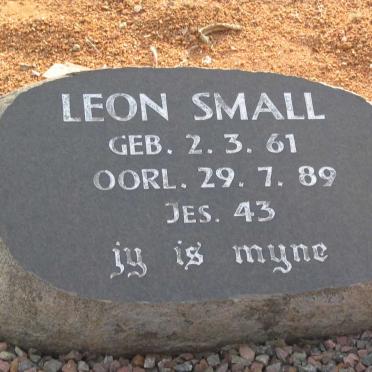 LEON SMALL
GEB. 2. 3. 61
OORL. 29. 7. 89
JES. 43
jy is myne